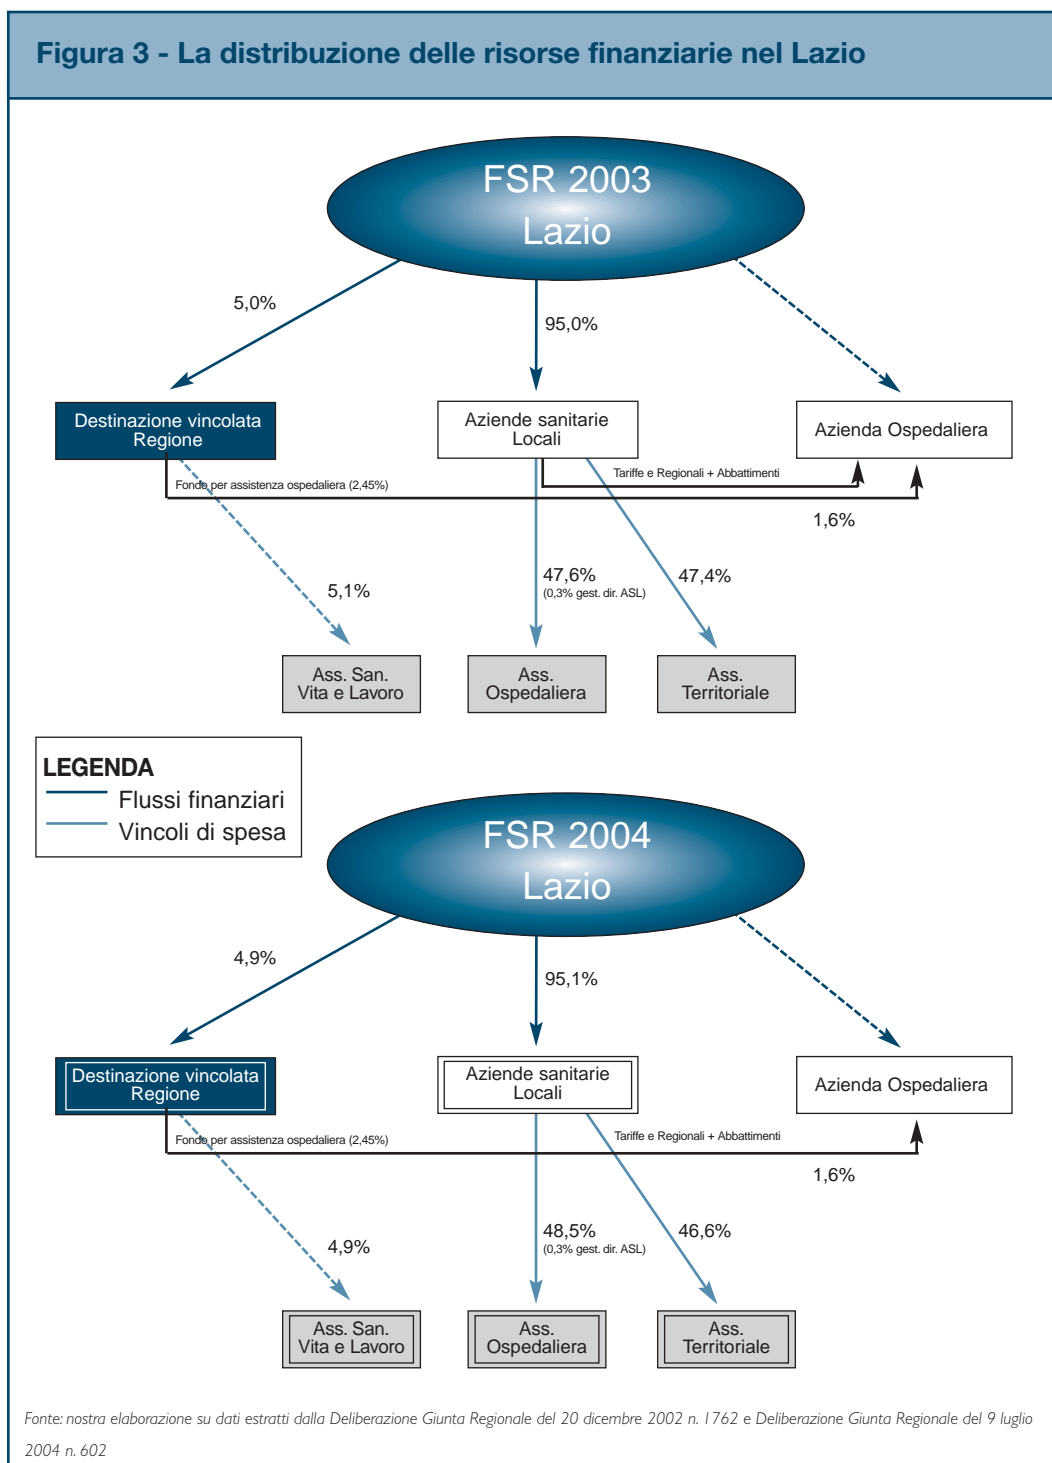 Figura 3 - La distribuzione delle risorse finanziarie nel Lazio
FSR 2003
Lazio
5,0%
95,0%
Destinazione vincolata
Regione
Aziende sanitarie
Locali
Azienda Ospedaliera
Fondo per assistenza ospedaliera (2,45%)
Tariffe e Regionali + Abbattimenti
1,6%
5,1%
47,6%
(0,3% gest. dir. ASL)
47,4%
Ass. San.
Vita e Lavoro
Ass.
Ospedaliera
Ass.
Territoriale
LEGENDA
Flussi finanziari
Vincoli di spesa
FSR 2004
Lazio
4,9%
95,1%
Destinazione vincolata
Regione
Aziende sanitarie
Locali
Azienda Ospedaliera
Fondo per assistenza ospedaliera (2,45%)
Tariffe e Regionali + Abbattimenti
1,6%
4,9%
48,5%
(0,3% gest. dir. ASL)
46,6%
Ass. San.
Vita e Lavoro
Ass.
Ospedaliera
Ass.
Territoriale
Fonte: nostra elaborazione su dati estratti dalla Deliberazione Giunta Regionale del 20 dicembre 2002 n. 1762 e Deliberazione Giunta Regionale del 9 luglio
2004 n. 602